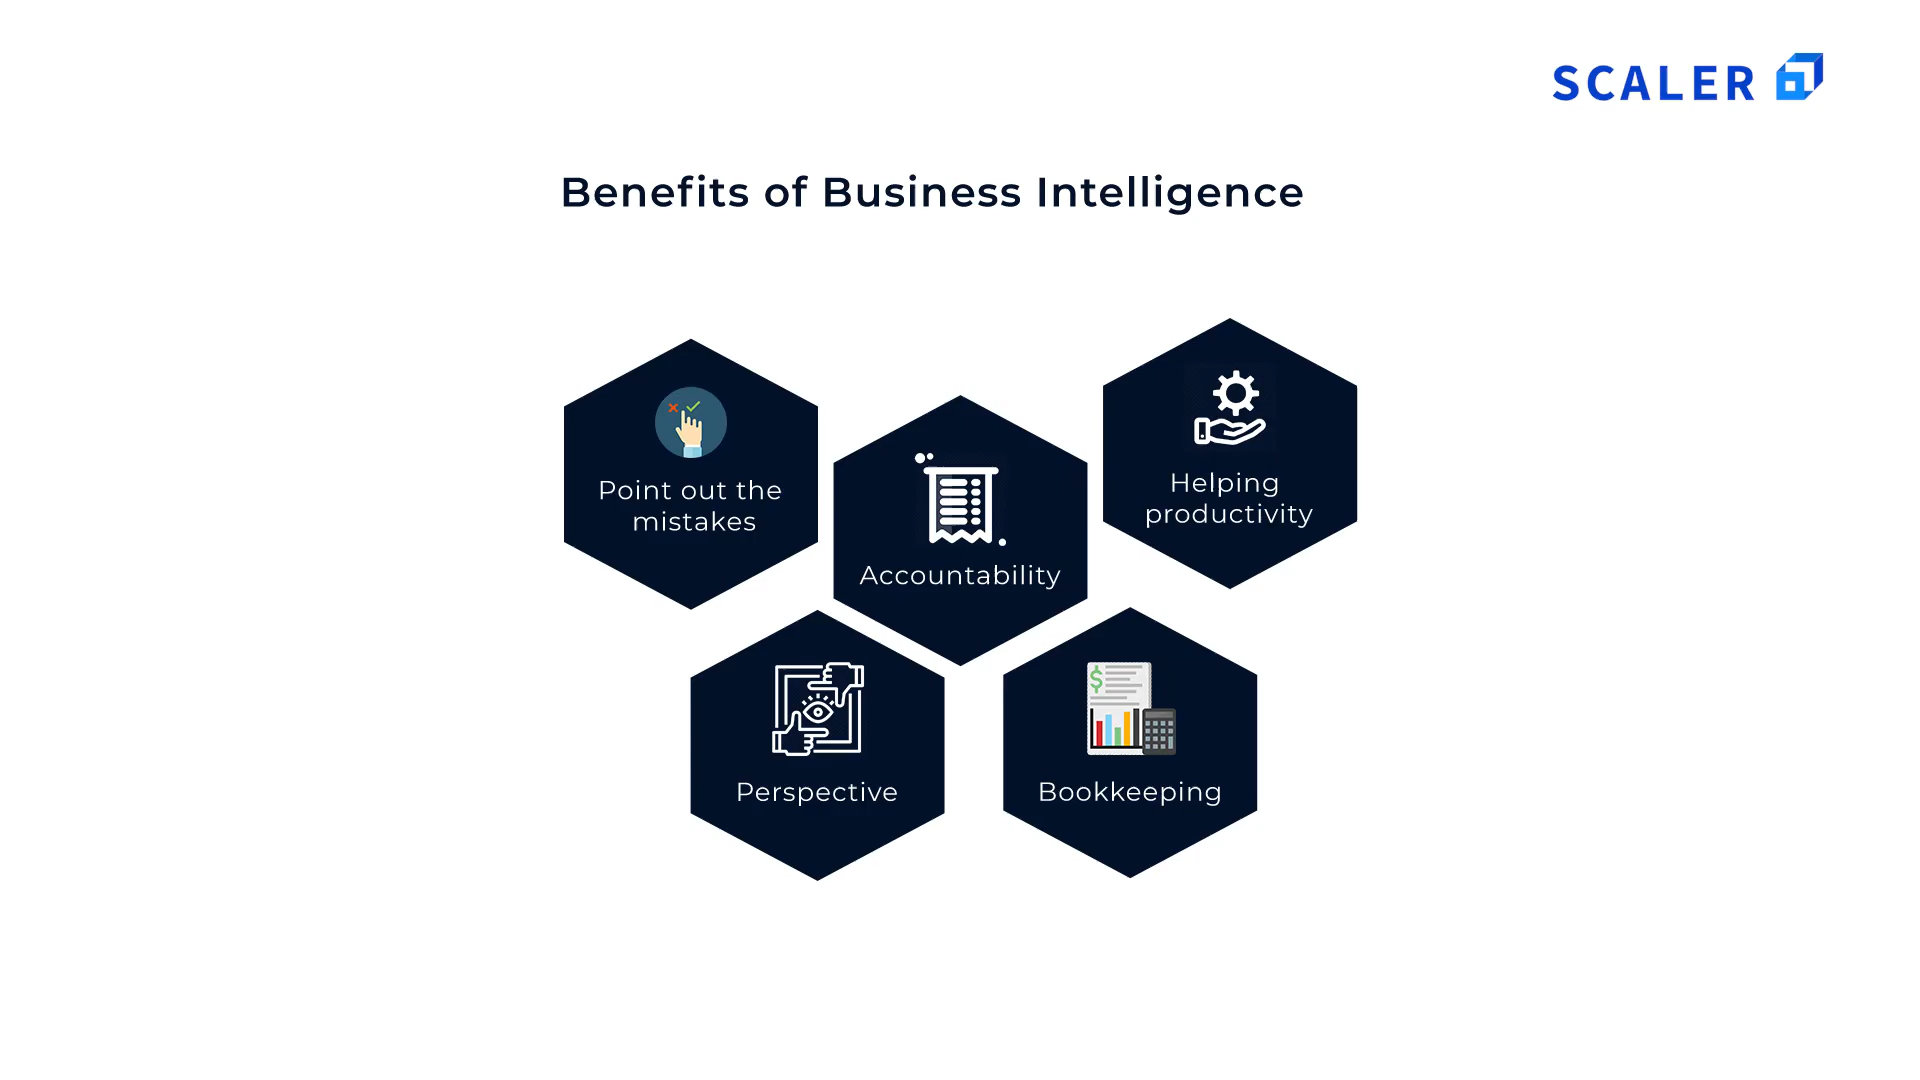 SCALER
Benefits of Business Intelligence
Point out the
mistakes
Accountability
Helping
productivity
Perspective
$
Bookkeeping